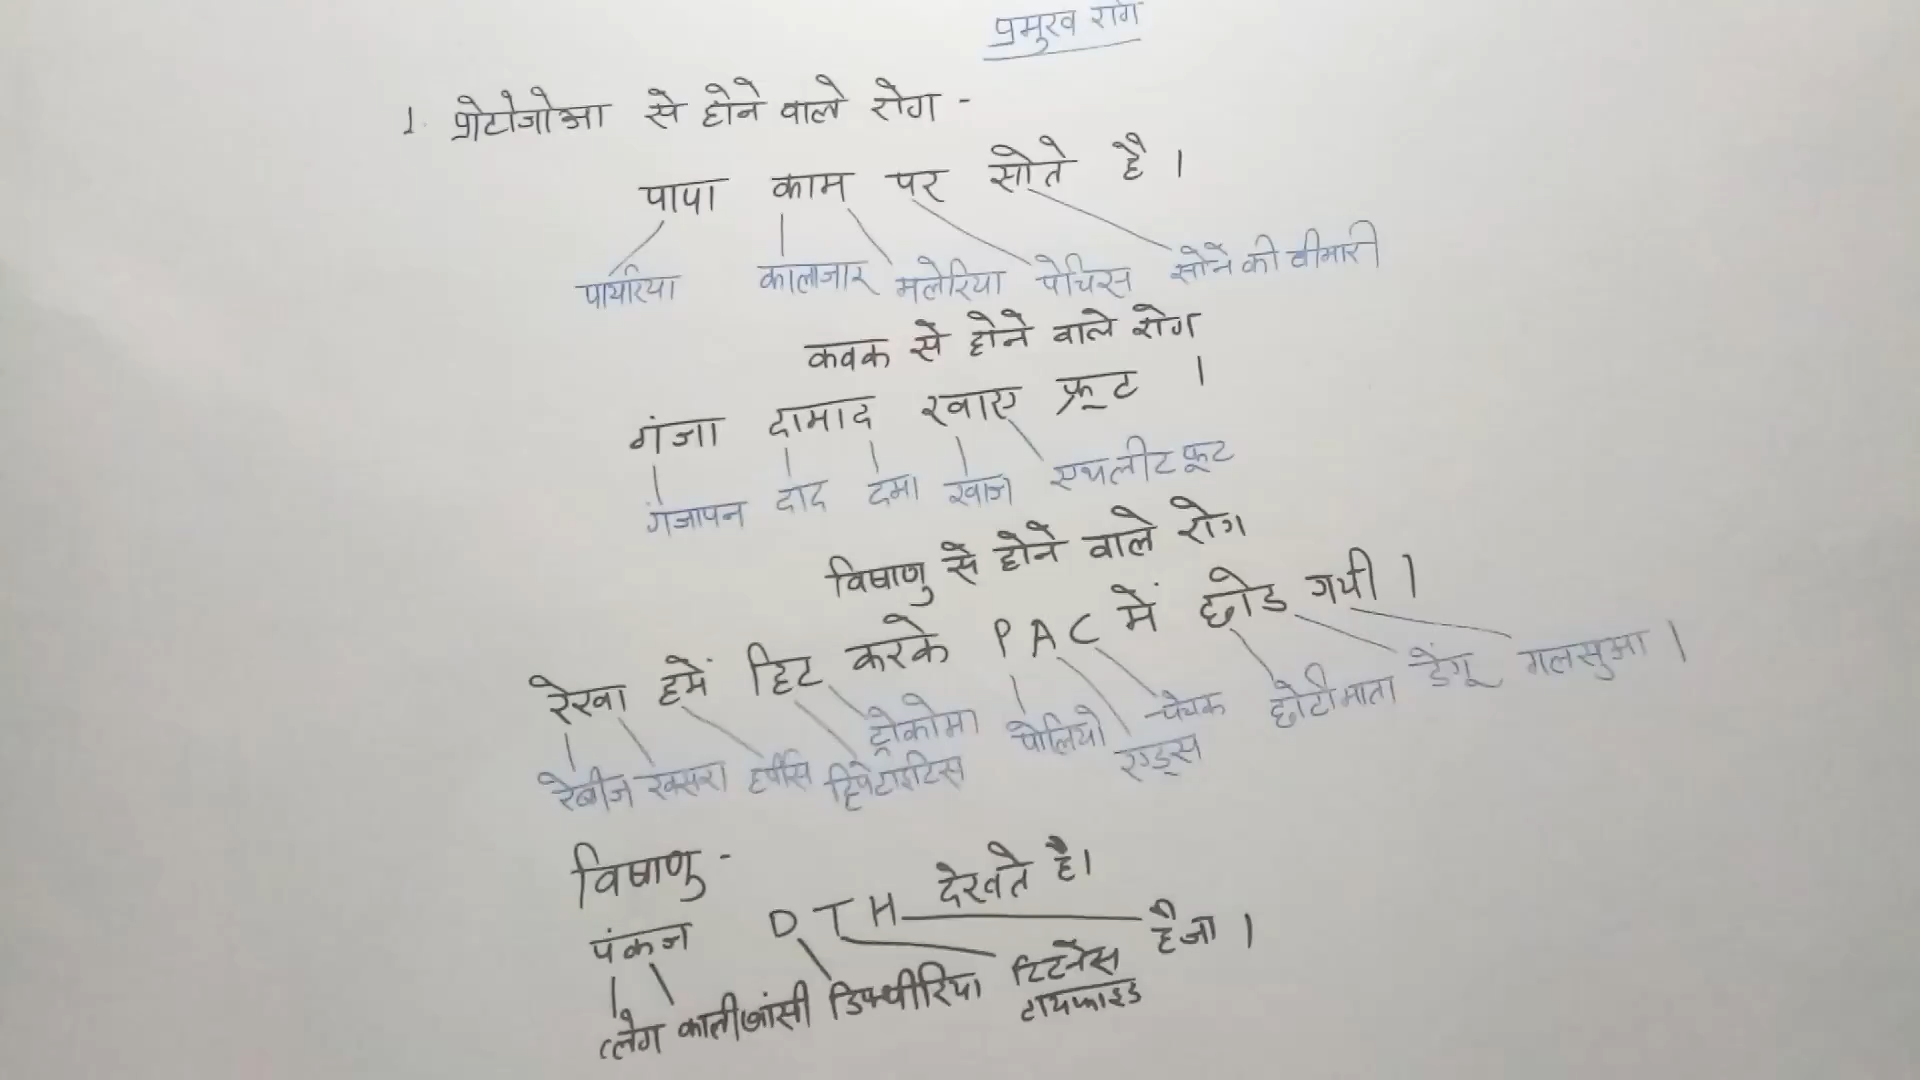 प्रमुख रोग
1. प्रोटोजोआ से होने वाले रोग -
पापा काम पर सोते है ।
पायरिया कालाजार मलेरिया पेचिस सोने की बीमारी
कवक से होने वाले रोग
गंजा दामाद खाए फ्रूट ।
गंजापन दाद दमा खाज एथलीट फूट
विषाणु से होने वाले रोग
रेखा हमें हिट करके PAC में छोड गयी ।
रेबीज खसरा हर्पीस हिपेटाइटिस ट्रोकोमा पोलियो एड्स चेचक छोटी माता डेंगू गलसुआ ।
विषाणु -
पंकज DTH देखते है।
प्लेग काली खांसी डिफ्थीरिया टिटनेस हैजा ।
टायफाइड